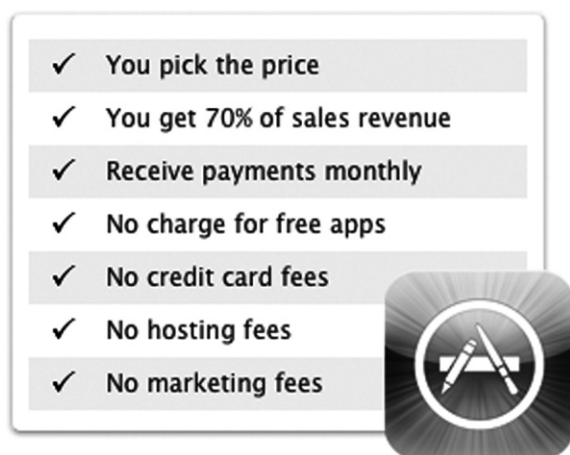 ✓ You pick the price
✓ You get 70% of sales revenue
✓ Receive payments monthly
✓ No charge for free apps
✓ No credit card fees
✓ No hosting fees
✓ No marketing fees